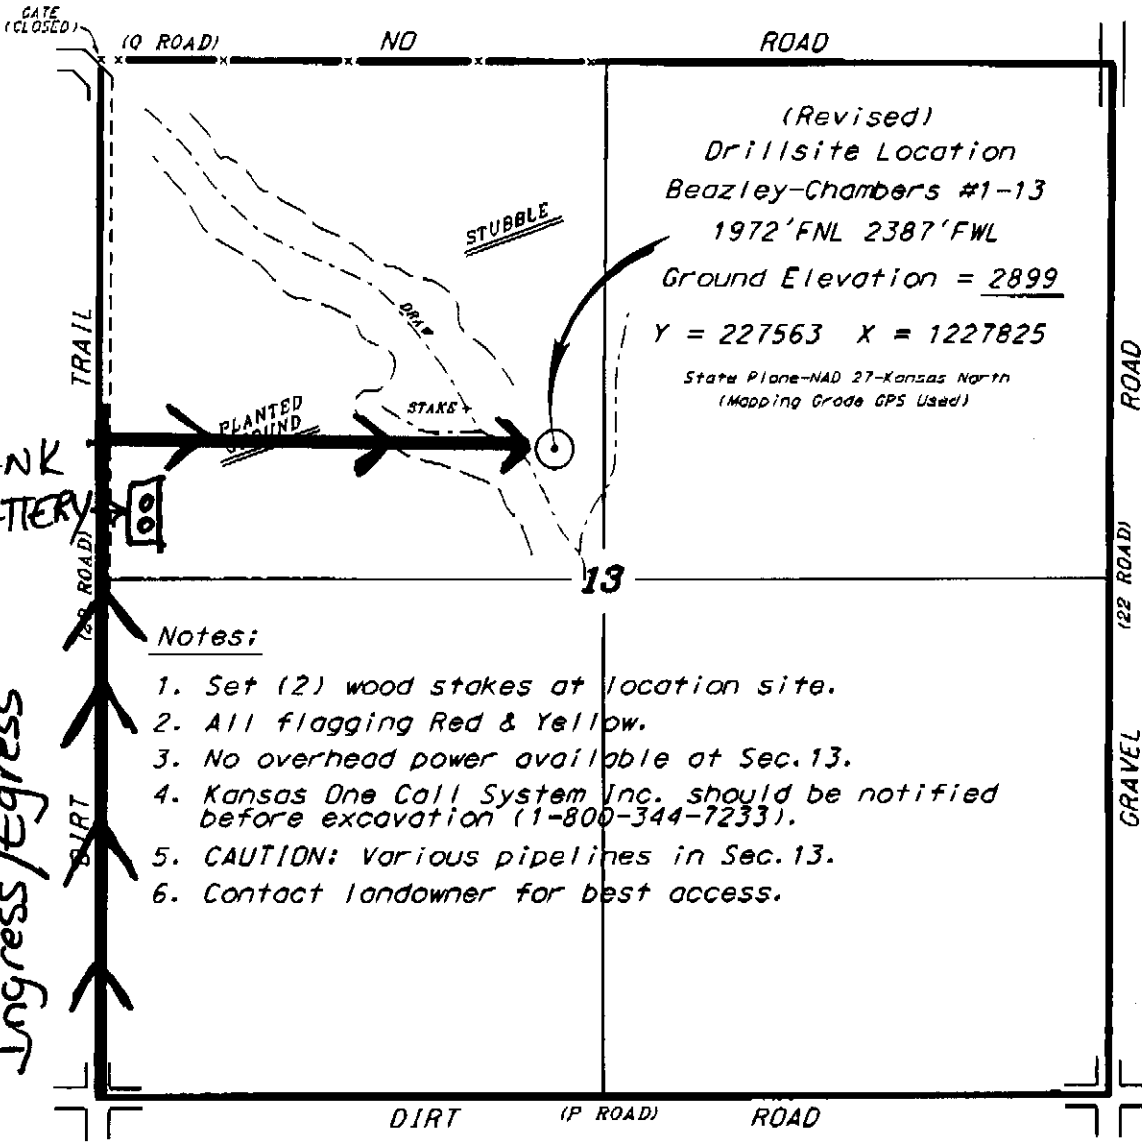 GATE
(CLOSED)
(Q ROAD) NO ROAD
(Revised)
Drillsite Location
Beazley-Chambers #1-13
1972'FNL 2387'FWL
Ground Elevation = 2899
Y = 227563 X = 1227825
State Plane-NAD 27-Kansas North
(Mapping Grade GPS Used)
STUBBLE
DRAW
STAKE
PLANTED
GROUND
TRAIL
ROAD)
DIRT
Ingress/Egress
ROAD
(22 ROAD)
GRAVEL
13
Notes:
1. Set (2) wood stakes at location site.
2. All flagging Red & Yellow.
3. No overhead power available at Sec.13.
4. Kansas One Call System Inc. should be notified
before excavation (1-800-344-7233).
5. CAUTION: Various pipelines in Sec.13.
6. Contact landowner for best access.
DIRT (P ROAD) ROAD